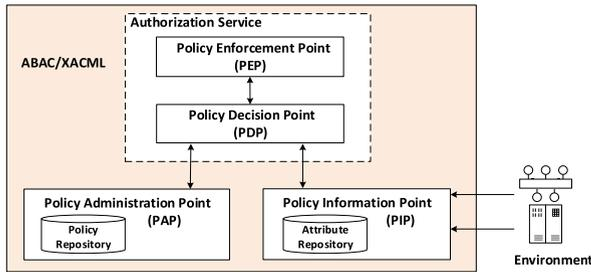 Authorization Service
Policy Enforcement Point
(PEP)
ABAC/XACML
Policy Decision Point
(PDP)
Policy Administration Point
(PAP)
Policy
Repository
Policy Information Point
(PIP)
Attribute
Repository
Environment